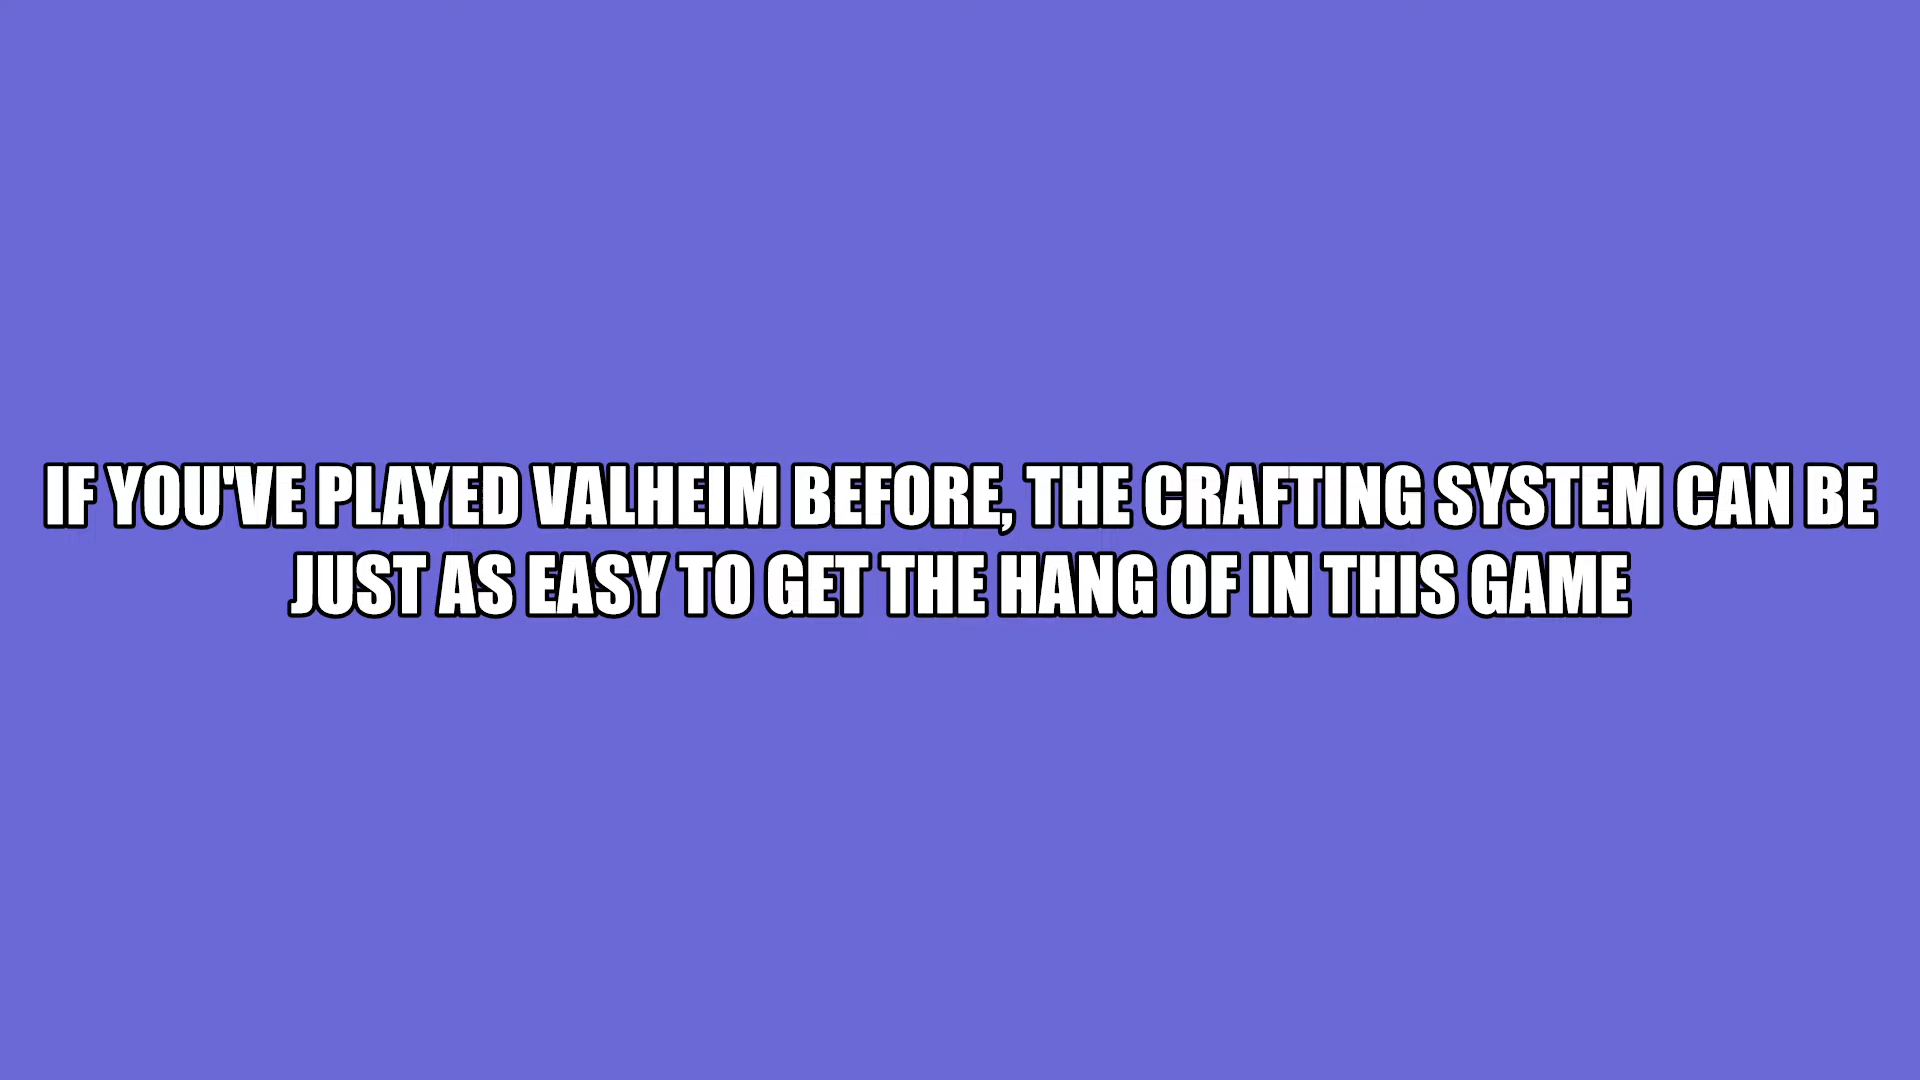 IF YOU'VE PLAYED VALHEIM BEFORE, THE CRAFTING SYSTEM CAN BE
JUST AS EASY TO GET THE HANG OF IN THIS GAME